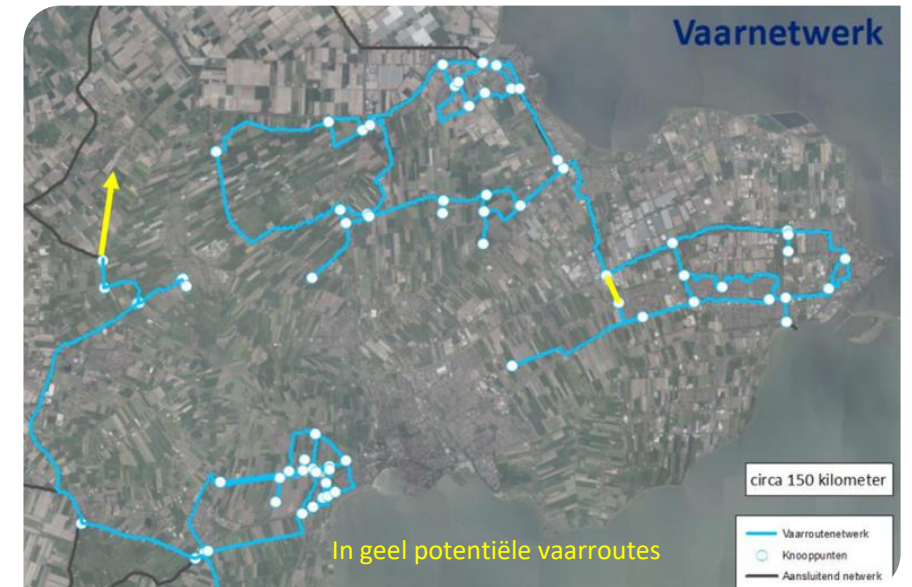 Vaarnetwerk
circa 150 kilometer
In geel potentiële vaarroutes
Vaarroutenetwerk
Knooppunten
Aansluitend netwerk